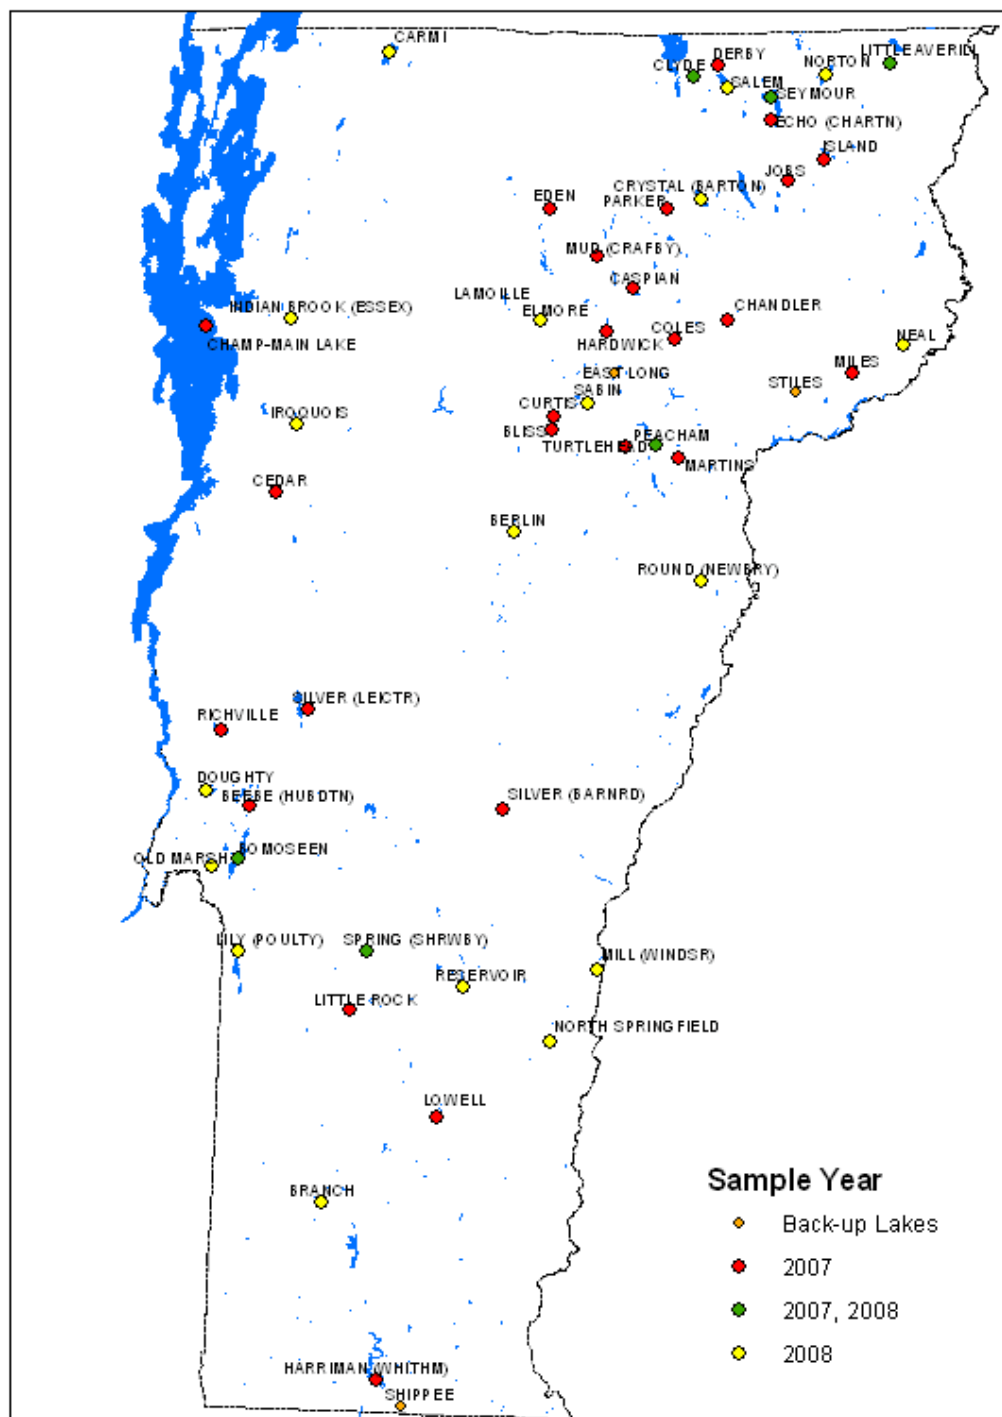 CARMI
DERBY
LITTLE AVERILL
CLYDE
NORTON
SALEM
SEYMOUR
ECHO (CHARTN)
ISLAND
JOBS
CRYSTAL (BARTON)
EDEN
PARKER
MUD (CRAFBY)
CASPIAN
LAMOILLE
INDIAN BROOK (ESSEX)
ELMORE
CHANDLER
CHAMP-MAIN LAKE
HARDWICK
COLES
NEAL
EAST LONG
MILES
STILES
SABIN
CURTIS
IROQUOIS
BLISS
PEACHAM
TURTLEHEAD
MARTINS
CEDAR
BERLIN
ROUND (NEWBRY)
SILVER (LEICTR)
RICHVILLE
DOUGHTY
BEEBE (HUBDTN)
SILVER (BARNRD)
OLD MARSH
BOMOSEEN
LILY (POULTY)
SPRING (SHRWBY)
MILL (WINDSR)
RESERVOIR
LITTLE ROCK
NORTH SPRINGFIELD
LOWELL
BRANCH
HARRIMAN (WHITHM)
SHIPPEE
Sample Year
Back-up Lakes
2007
2007, 2008
2008